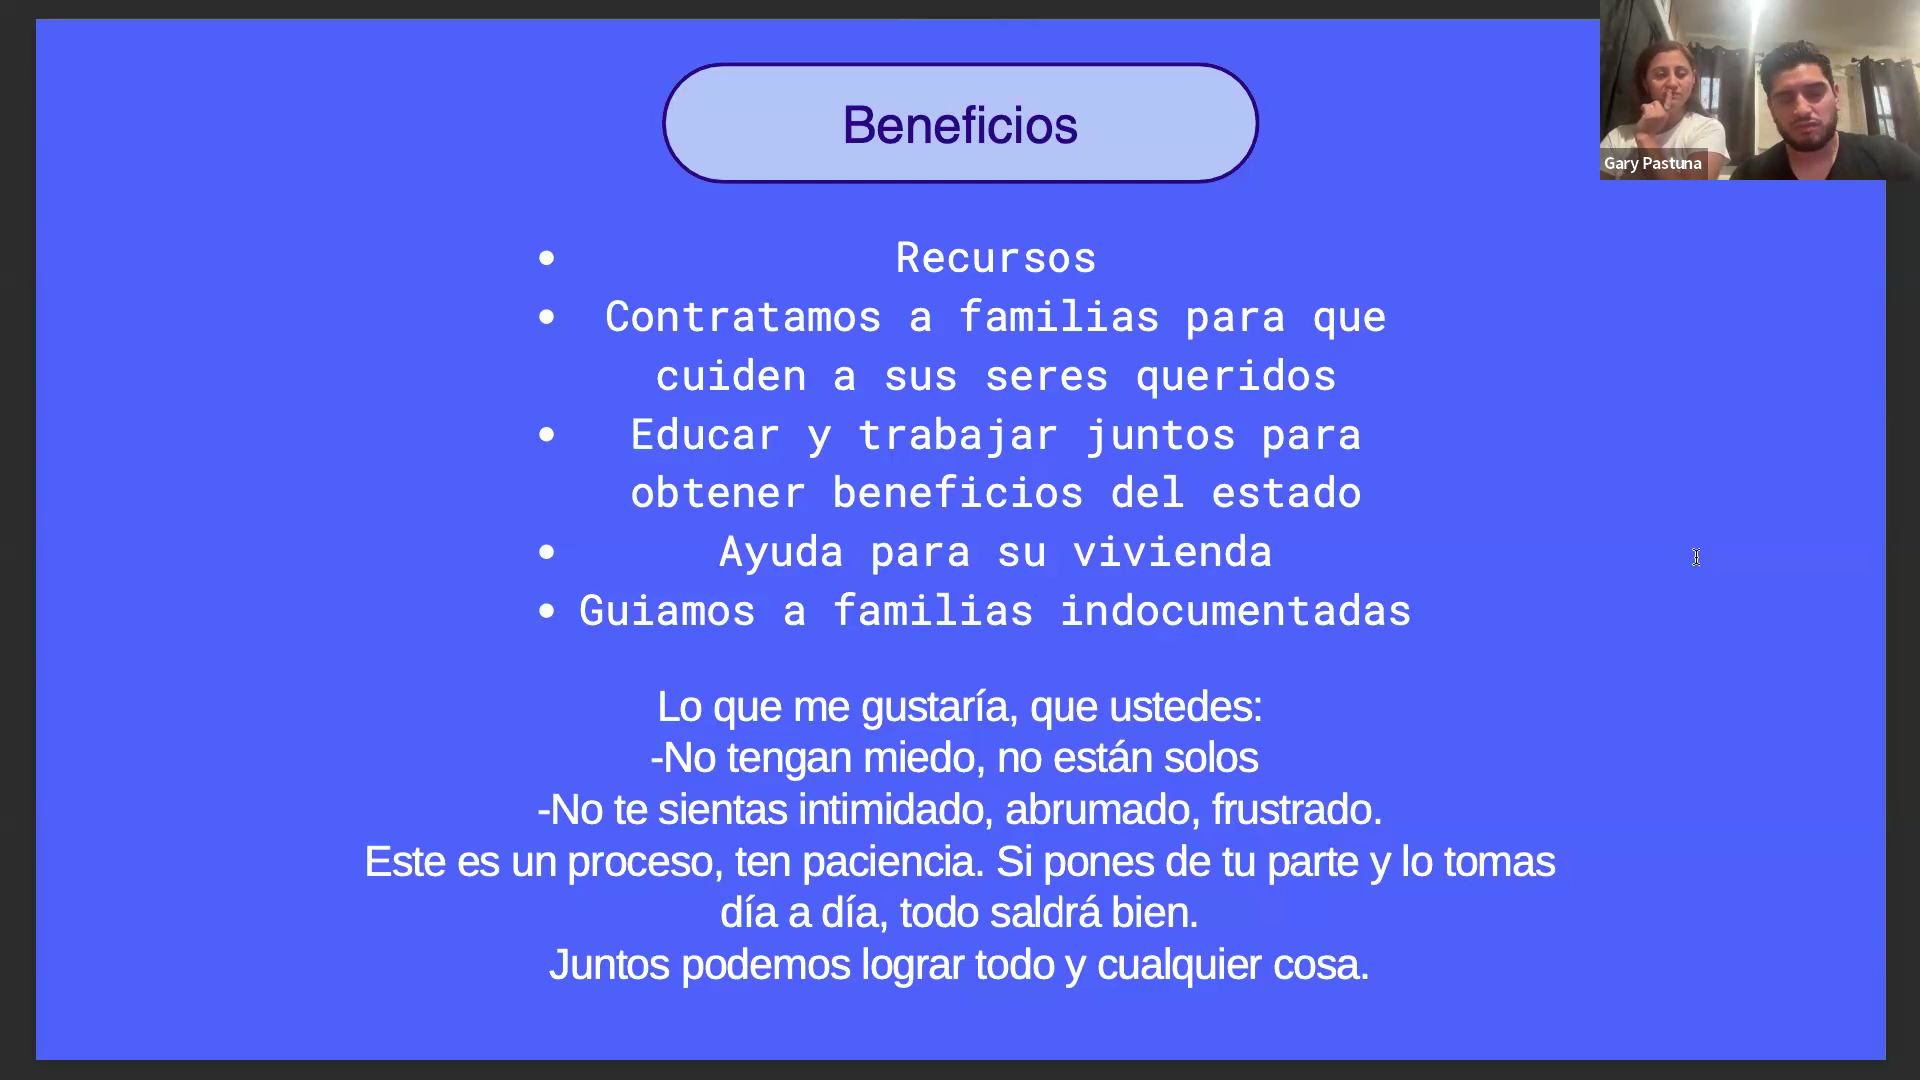 Beneficios
Gary Pastuna
• Recursos
• Contratamos a familias para que
cuiden a sus seres queridos
• Educar y trabajar juntos para
obtener beneficios del estado
• Ayuda para su vivienda
• Guiamos a familias indocumentadas
Lo que me gustaría, que ustedes:
-No tengan miedo, no están solos
-No te sientas intimidado, abrumado, frustrado.
Este es un proceso, ten paciencia. Si pones de tu parte y lo tomas
día a día, todo saldrá bien.
Juntos podemos lograr todo y cualquier cosa.